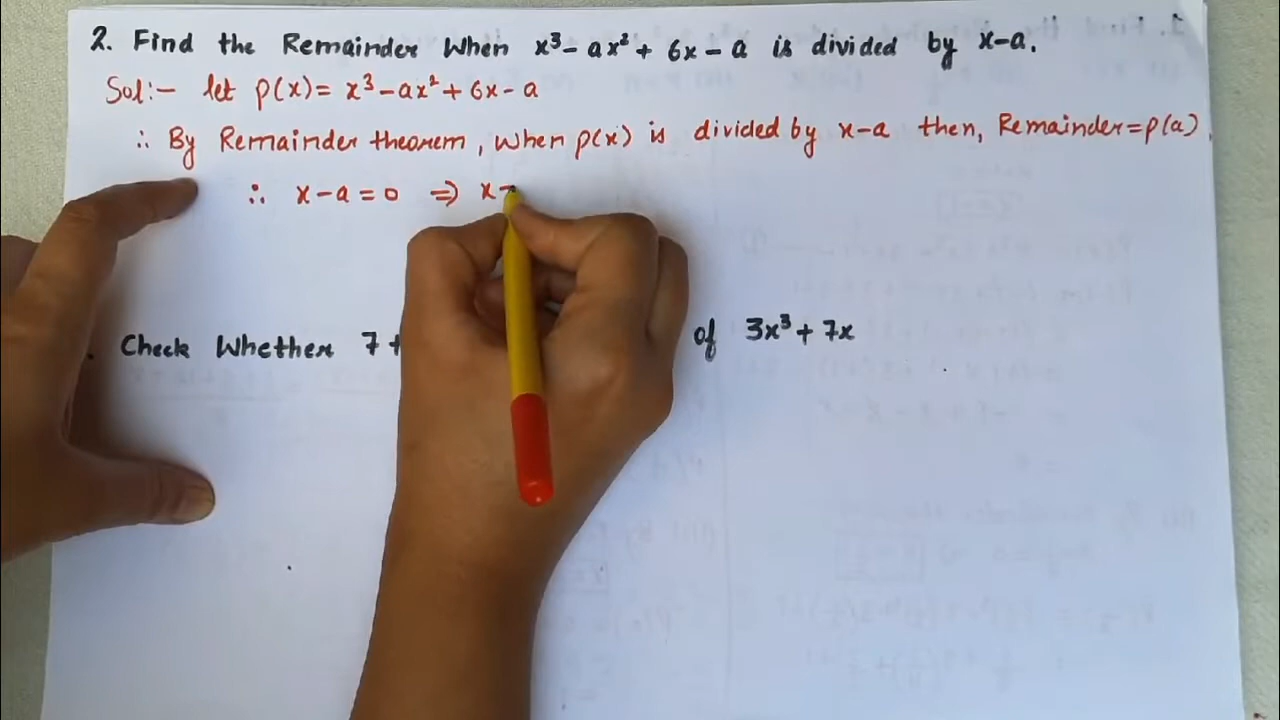 2. Find the Remainder When x³ - ax² + 6x - a is divided by x-a.
Sol:- let p(x) = x³ - ax² + 6x - a
∴ By Remainder theorem, when p(x) is divided by x-a then, Remainder = p(a).
∴ x-a = 0 ⇒ x
Check Whether 7+ of 3x³ + 7x